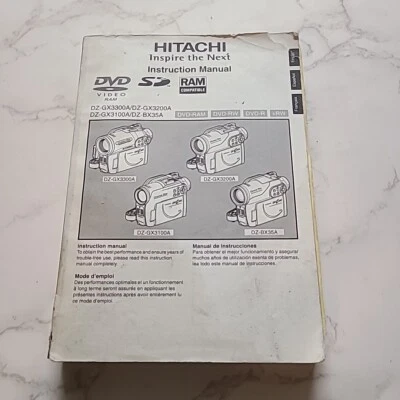 HITACHI
Inspire the Next
Instruction Manual
DVD
VIDEO
RAM
SD
RAM
COMPATIBLE
DZ-GX3300A/DZ-GX3200A
DZ-GX3100A/DZ-BX35A
DVD-RAM DVD-RW DVD-R +RW
English
Español
Français
DZ-GX3300A
DZ-GX3200A
DZ-GX3100A
DZ-BX35A
Instruction manual
To obtain the best performance and ensure years of
trouble-free use, please read this instruction
manual completely.
Mode d'emploi
Des performances optimales et un fonctionnement
à long terme seront assurés en appliquant les
présentes instructions après avoir entièrement lu
ce mode d'emploi.
Manual de instrucciones
Para obtener el mejor funcionamiento y asegurar
muchos años de utilización exenta de problemas,
lea todo este manual de instrucciones.